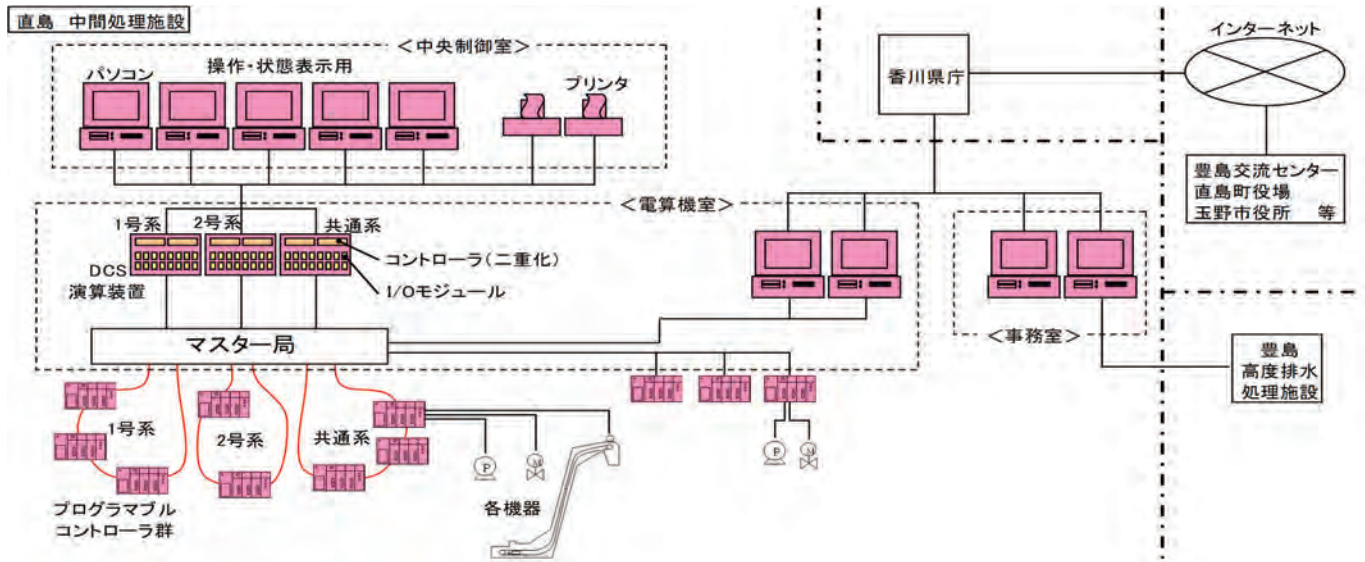 直島 中間処理施設
<中央制御室>
パソコン
操作・状態表示用
プリンタ
香川県庁
インターネット
豊島交流センター
直島町役場
玉野市役所 等
<電算機室>
1号系
2号系
共通系
コントローラ(二重化)
I/Oモジュール
DCS
演算装置
マスター局
<事務室>
豊島
高度排水
処理施設
1号系
2号系
共通系
P
M
P
M
各機器
プログラマブル
コントローラ群